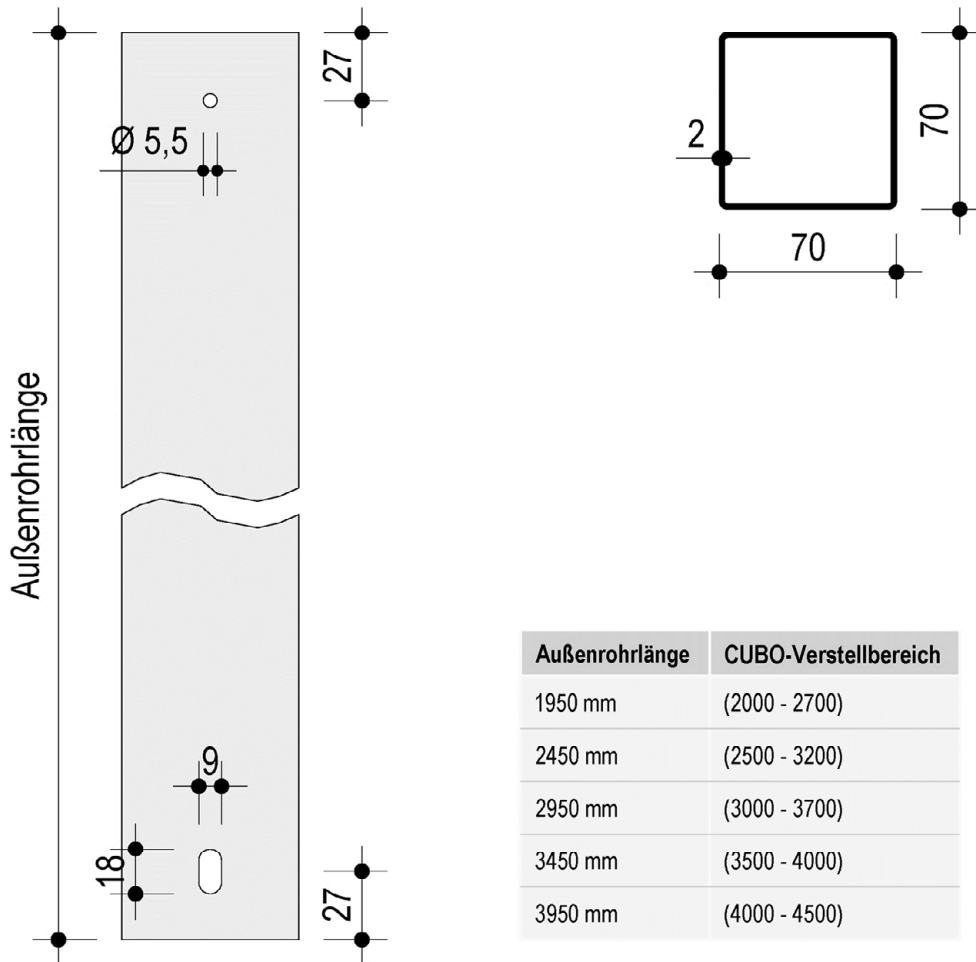 27
Ø 5,5
2
70
70
Außenrohrlänge
9
18
27
Außenrohrlänge CUBO-Verstellbereich
1950 mm (2000 - 2700)
2450 mm (2500 - 3200)
2950 mm (3000 - 3700)
3450 mm (3500 - 4000)
3950 mm (4000 - 4500)